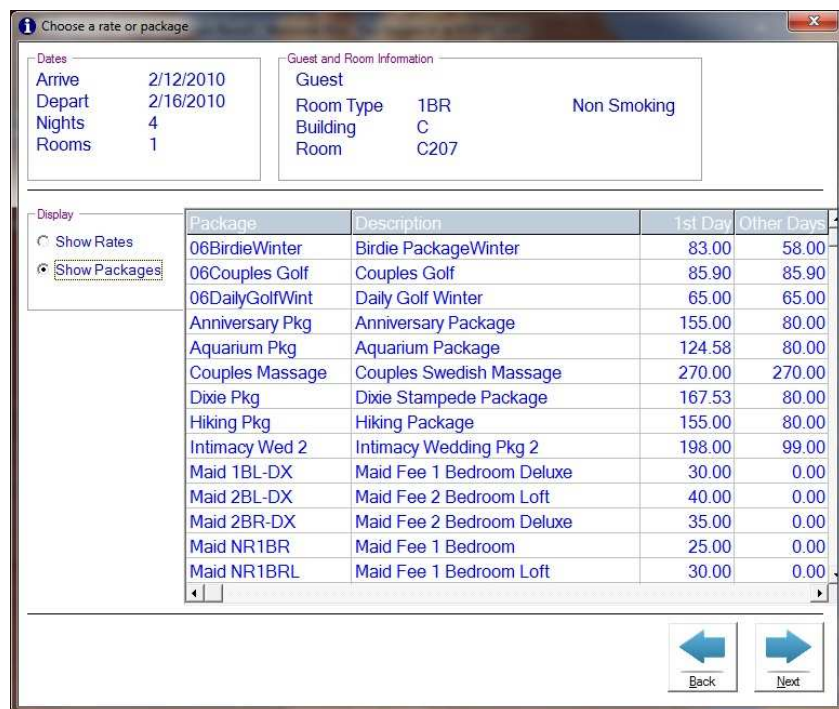 Choose a rate or package
Dates
Arrive 2/12/2010
Depart 2/16/2010
Nights 4
Rooms 1
Guest and Room Information
Guest
Room Type 1BR Non Smoking
Building C
Room C207
Display
Show Rates
Show Packages
Package Description 1st Day Other Days
06BirdieWinter Birdie PackageWinter 83.00 58.00
06Couples Golf Couples Golf 85.90 85.90
06DailyGolfWint Daily Golf Winter 65.00 65.00
Anniversary Pkg Anniversary Package 155.00 80.00
Aquarium Pkg Aquarium Package 124.58 80.00
Couples Massage Couples Swedish Massage 270.00 270.00
Dixie Pkg Dixie Stampede Package 167.53 80.00
Hiking Pkg Hiking Package 155.00 80.00
Intimacy Wed 2 Intimacy Wedding Pkg 2 198.00 99.00
Maid 1BL-DX Maid Fee 1 Bedroom Deluxe 30.00 0.00
Maid 2BL-DX Maid Fee 2 Bedroom Loft 40.00 0.00
Maid 2BR-DX Maid Fee 2 Bedroom Deluxe 35.00 0.00
Maid NR1BR Maid Fee 1 Bedroom 25.00 0.00
Maid NR1BRL Maid Fee 1 Bedroom Loft 30.00 0.00
Back Next